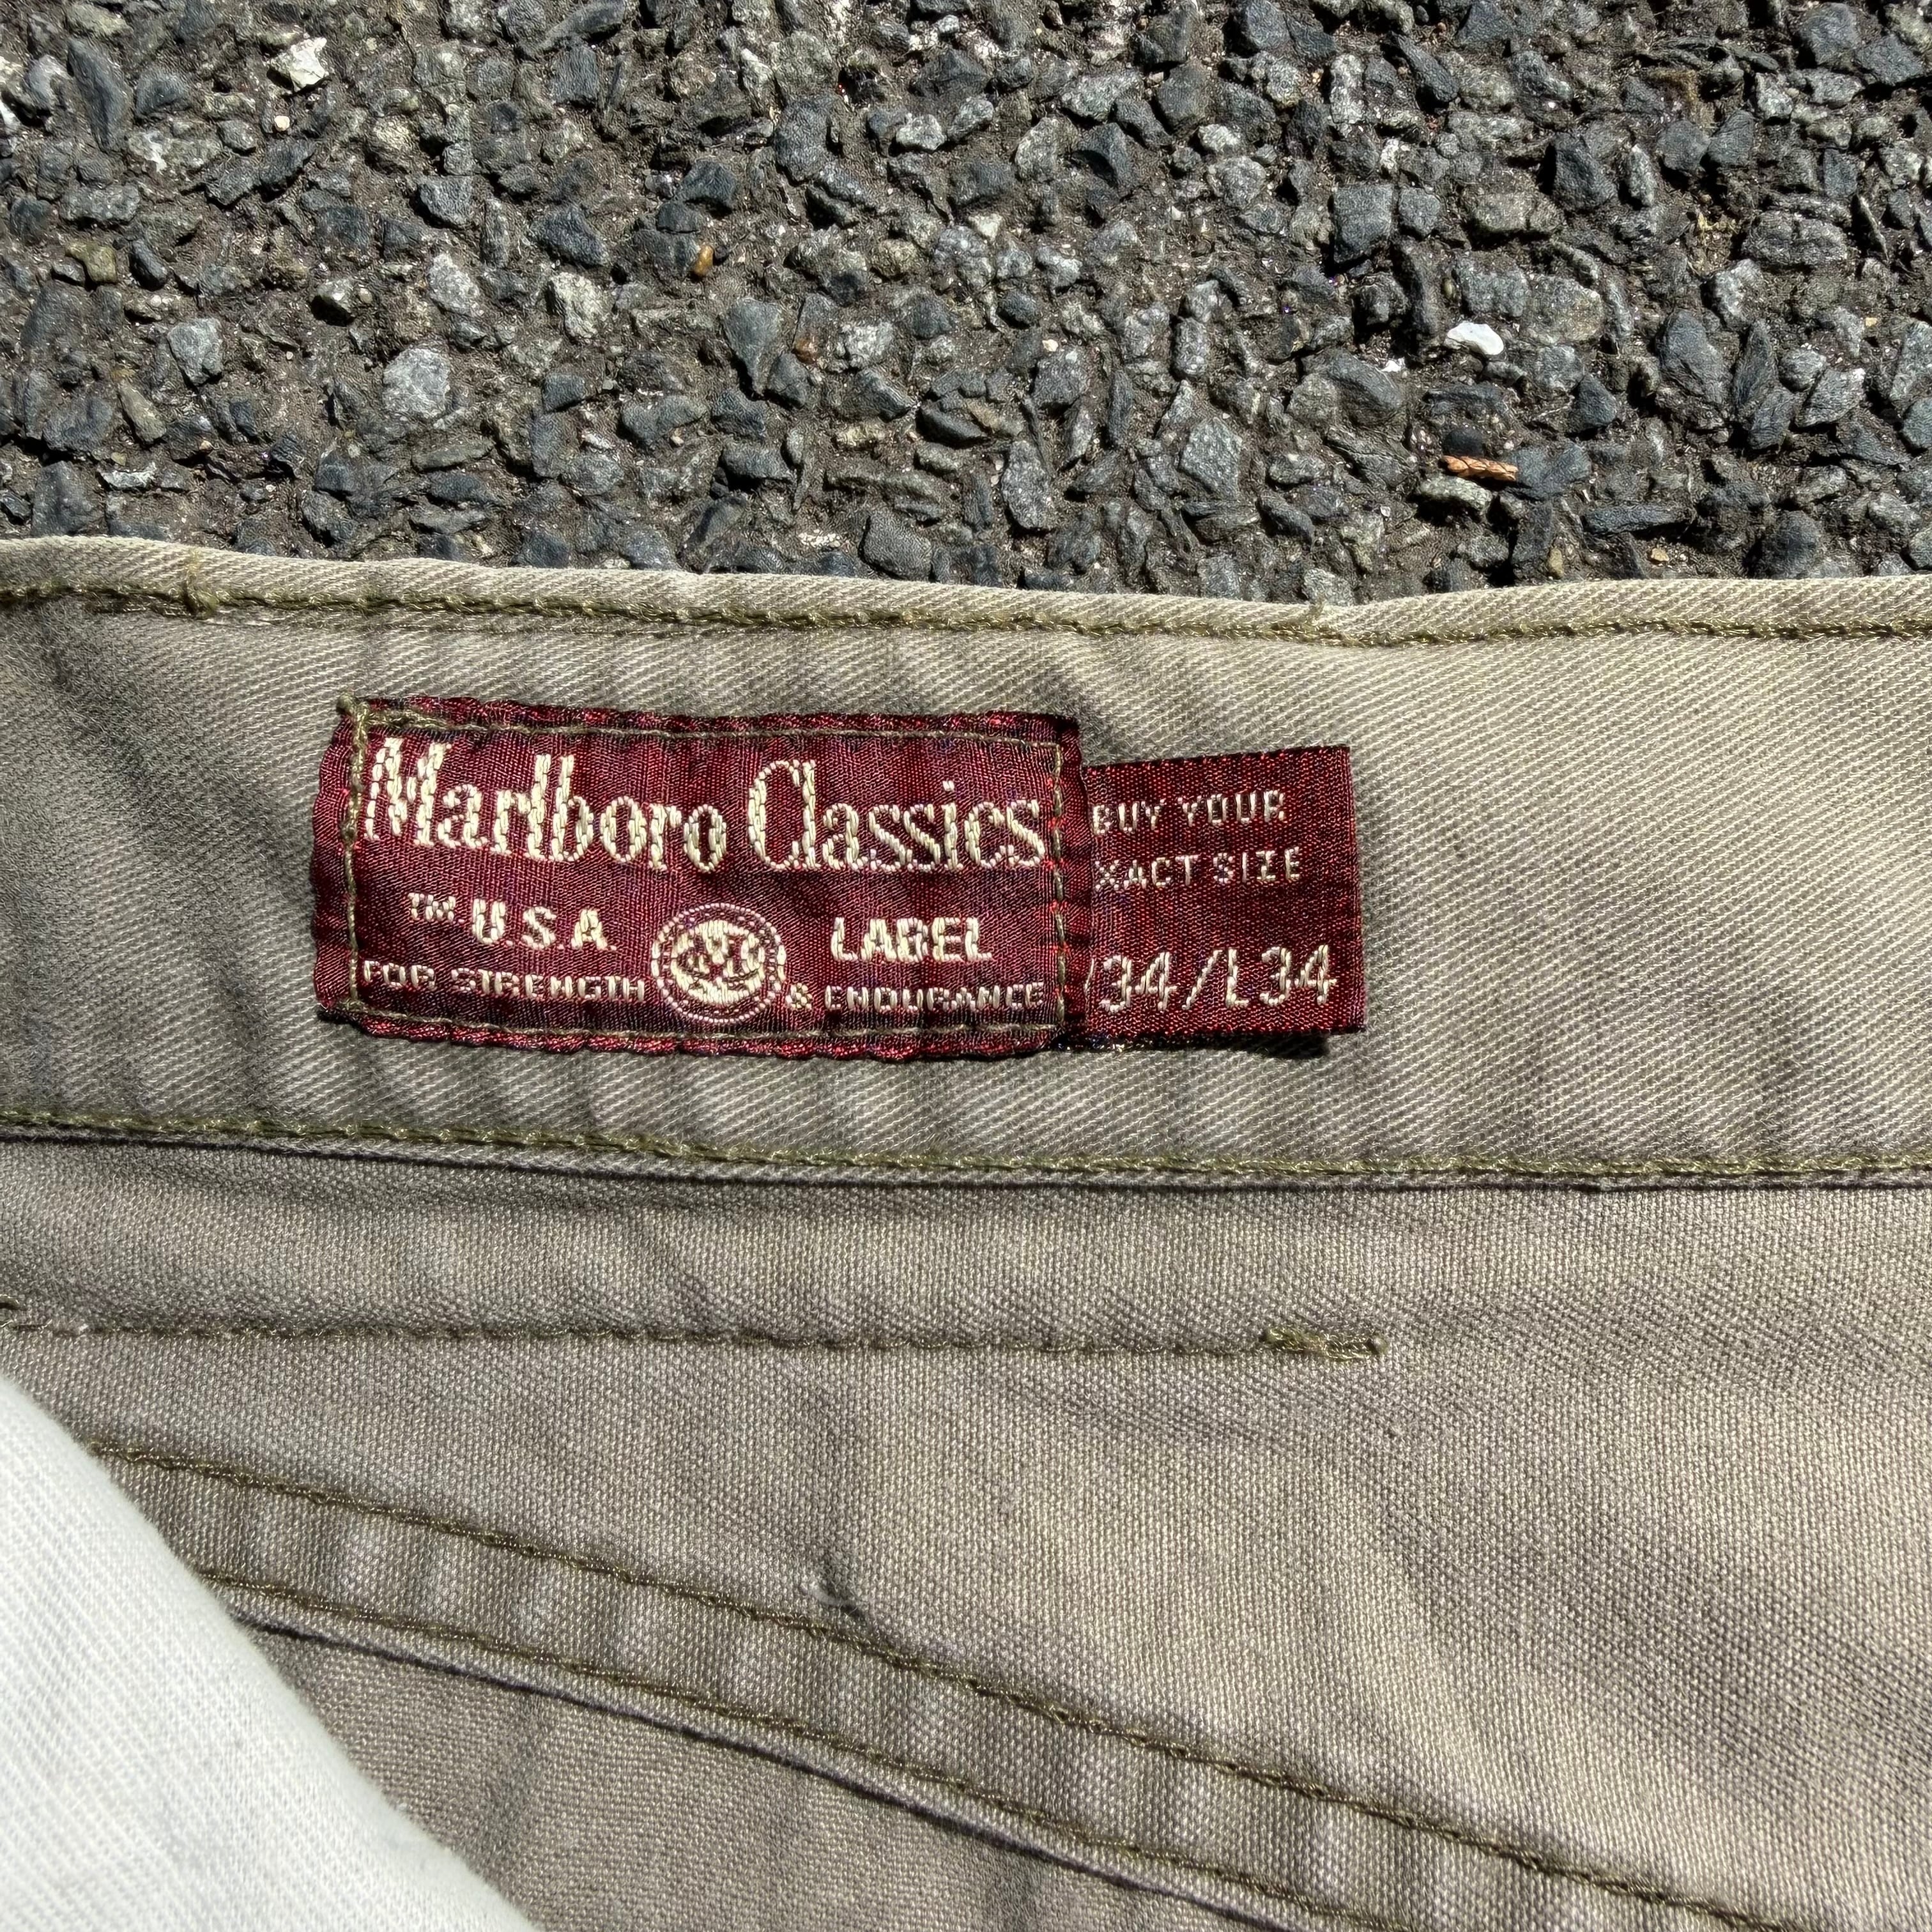 Marlboro Classics
™ U.S.A. LABEL
FOR STRENGTH & ENDURANCE
BUY YOUR
XACT SIZE
34/L34